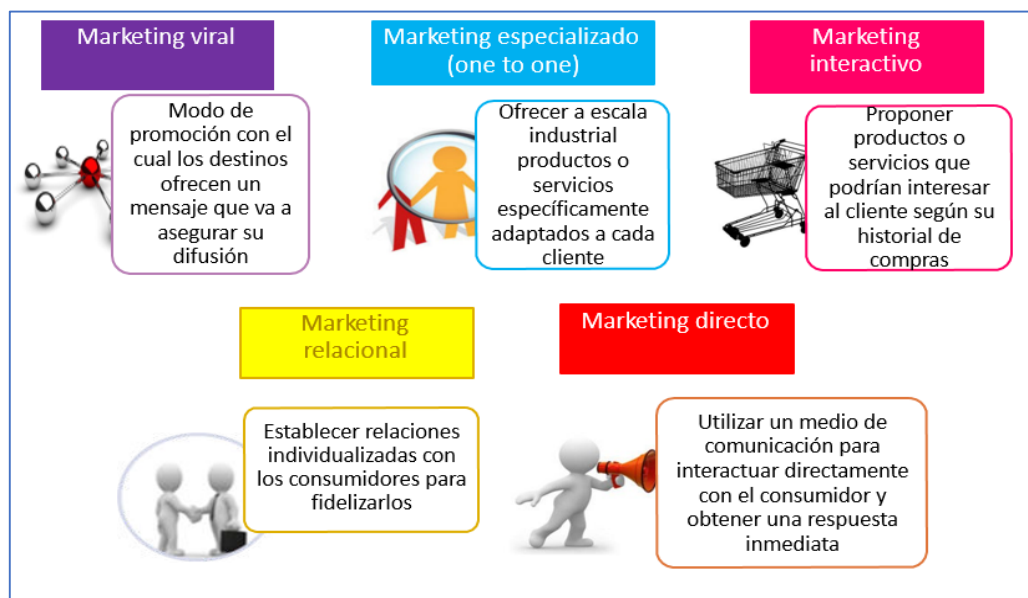 Marketing viral
Modo de
promoción con el
cual los destinos
ofrecen un
mensaje que va a
asegurar su
difusión
Marketing especializado
(one to one)
Ofrecer a escala
industrial
productos o
servicios
específicamente
adaptados a cada
cliente
Marketing
interactivo
Proponer
productos o
servicios que
podrían interesar
al cliente según su
historial de
compras
Marketing
relacional
Establecer relaciones
individualizadas con
los consumidores para
fidelizarlos
Marketing directo
Utilizar un medio de
comunicación para
interactuar directamente
con el consumidor y
obtener una respuesta
inmediata